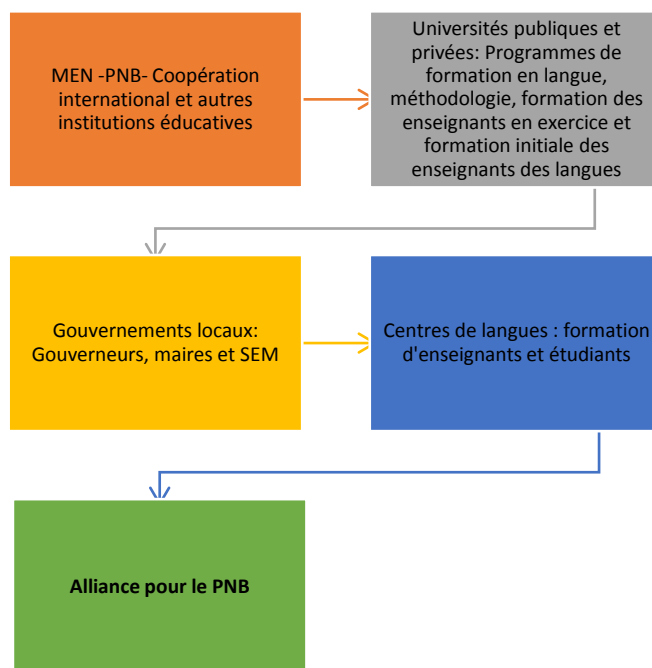 MEN -PNB- Coopération
international et autres
institutions éducatives
Universités publiques et
privées: Programmes de
formation en langue,
méthodologie, formation des
enseignants en exercice et
formation initiale des
enseignants des langues
Gouvernements locaux:
Gouverneurs, maires et SEM
Centres de langues : formation
d'enseignants et étudiants
Alliance pour le PNB